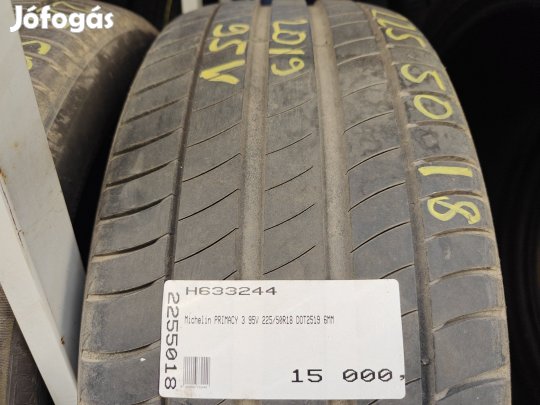 Jófogás
2019
95V
225 50 18
H633244
Michelin PRIMACY 3 95V 225/50R18 DOT2519 6MM
2255018
15 000,